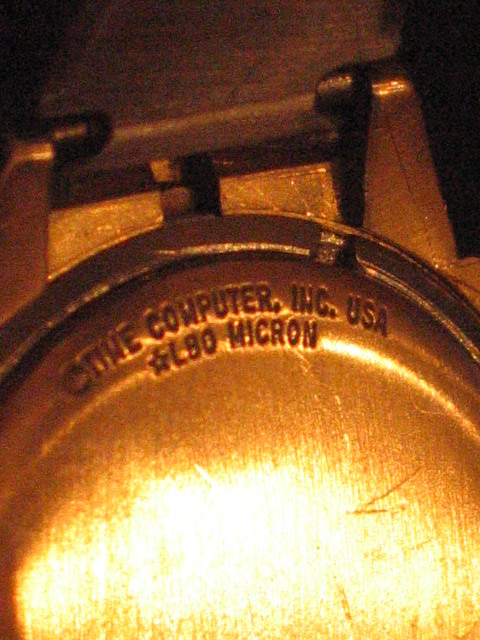 TIME COMPUTER, INC. USA
☆L80 MICRON